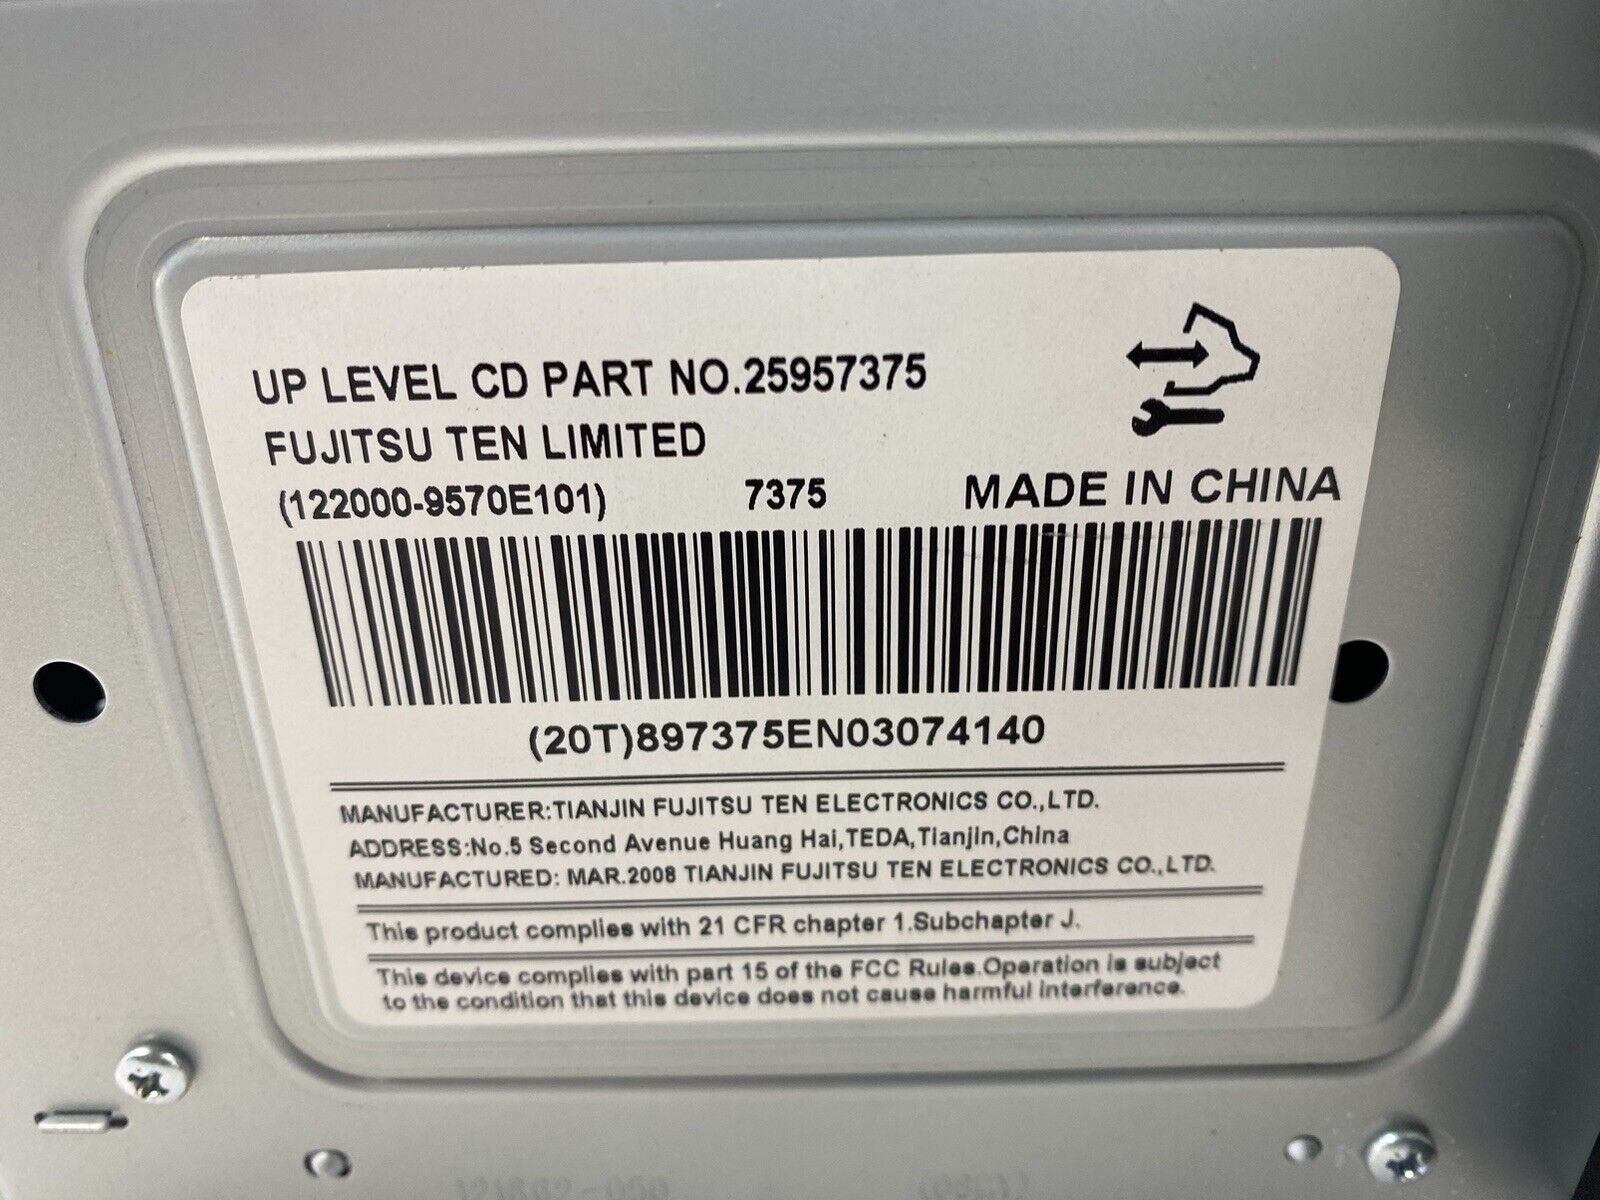 UP LEVEL CD PART NO.25957375
FUJITSU TEN LIMITED
(122000-9570E101) 7375 MADE IN CHINA
(20T)897375EN03074140
MANUFACTURER:TIANJIN FUJITSU TEN ELECTRONICS CO.,LTD.
ADDRESS:No.5 Second Avenue Huang Hai,TEDA,Tianjin,China
MANUFACTURED: MAR.2008 TIANJIN FUJITSU TEN ELECTRONICS CO.,LTD.
This product complies with 21 CFR chapter 1.Subchapter J.
This device complies with part 15 of the FCC Rules.Operation is subject
to the condition that this device does not cause harmful interference.